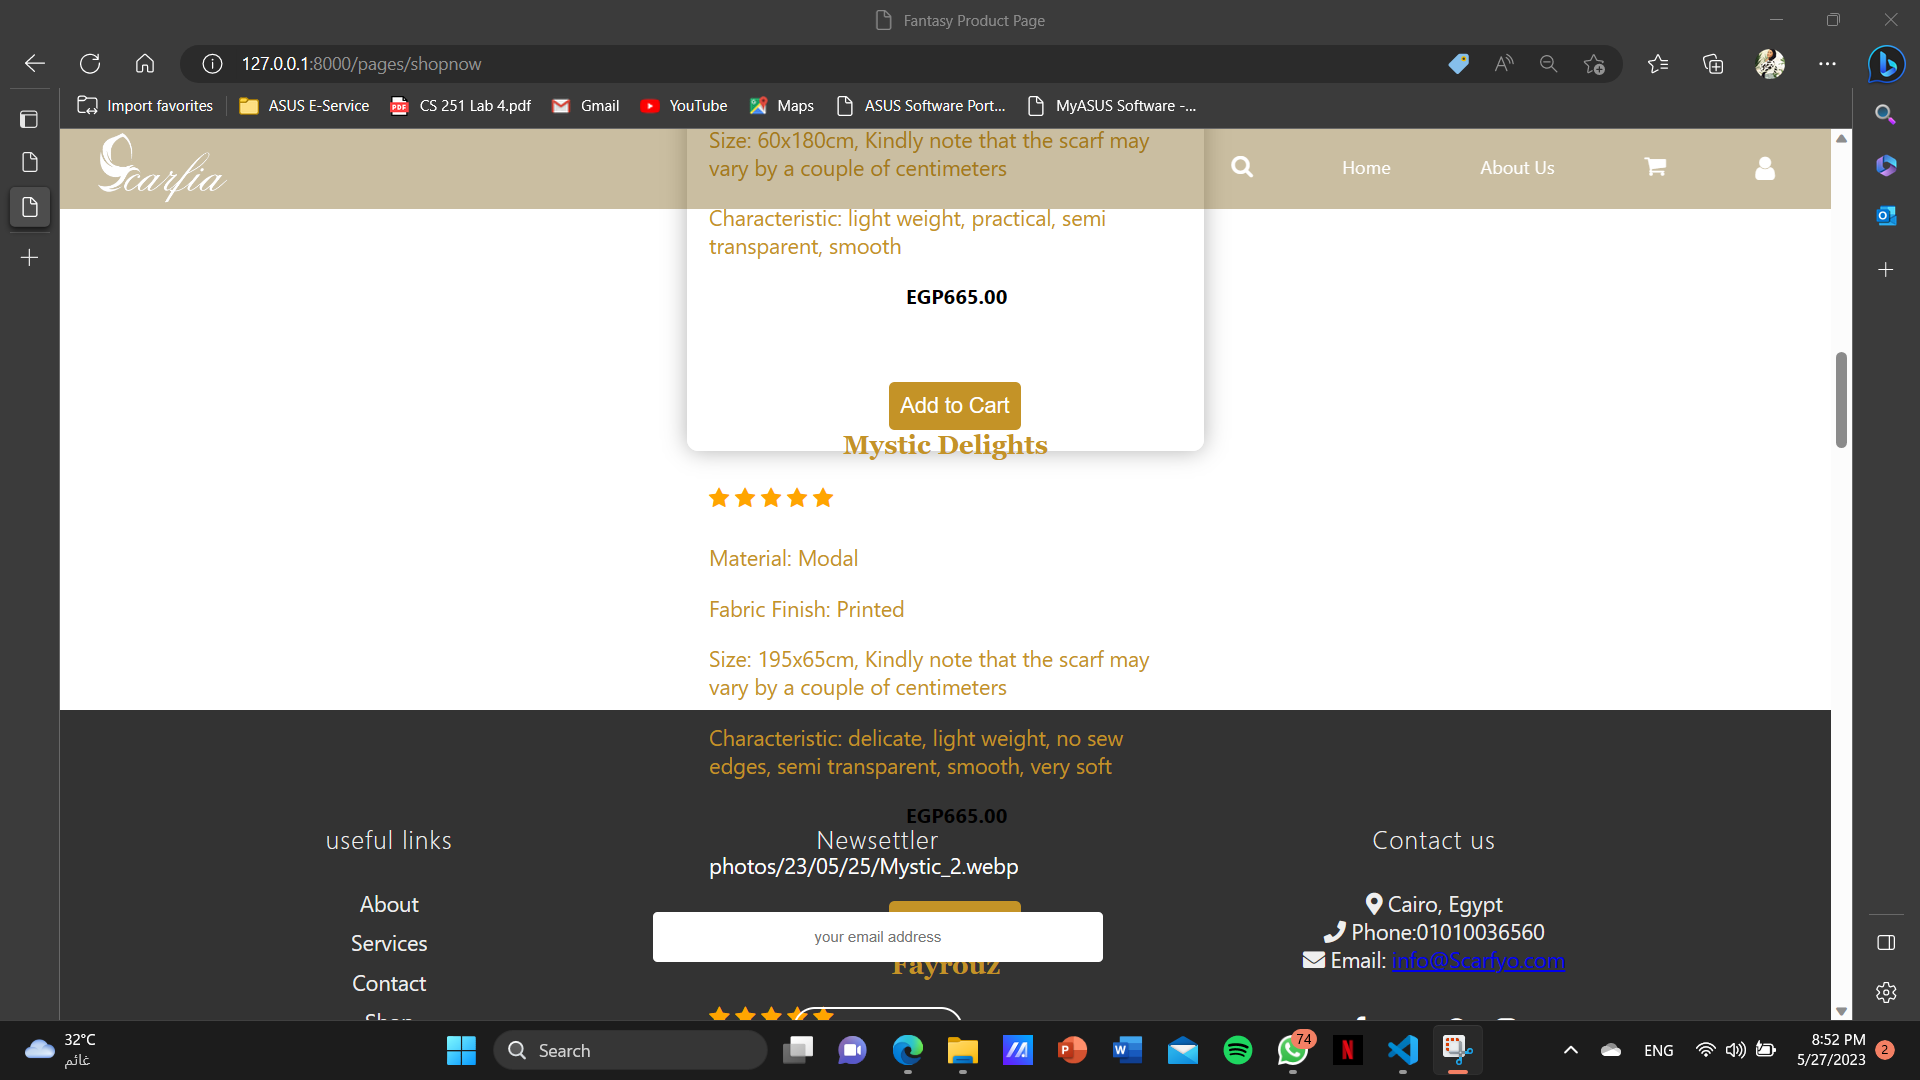 Fantasy Product Page
127.0.0.1:8000/pages/shopnow
Import favorites
ASUS E-Service
CS 251 Lab 4.pdf
Gmail
YouTube
Maps
ASUS Software Port...
MyASUS Software -...
Scarfia
Home
About Us
Size: 60x180cm, Kindly note that the scarf may
vary by a couple of centimeters
Characteristic: light weight, practical, semi
transparent, smooth
EGP665.00
Add to Cart
Mystic Delights
Material: Modal
Fabric Finish: Printed
Size: 195x65cm, Kindly note that the scarf may
vary by a couple of centimeters
Characteristic: delicate, light weight, no sew
edges, semi transparent, smooth, very soft
EGP665.00
useful links
Newsettler
Contact us
photos/23/05/25/Mystic_2.webp
About
Services
Contact
Shop
your email address
Fayrouz
Cairo, Egypt
Phone:01010036560
Email: info@Scarfyo.com
32°C
غائم
Search
74
ENG
8:52 PM
5/27/2023
2